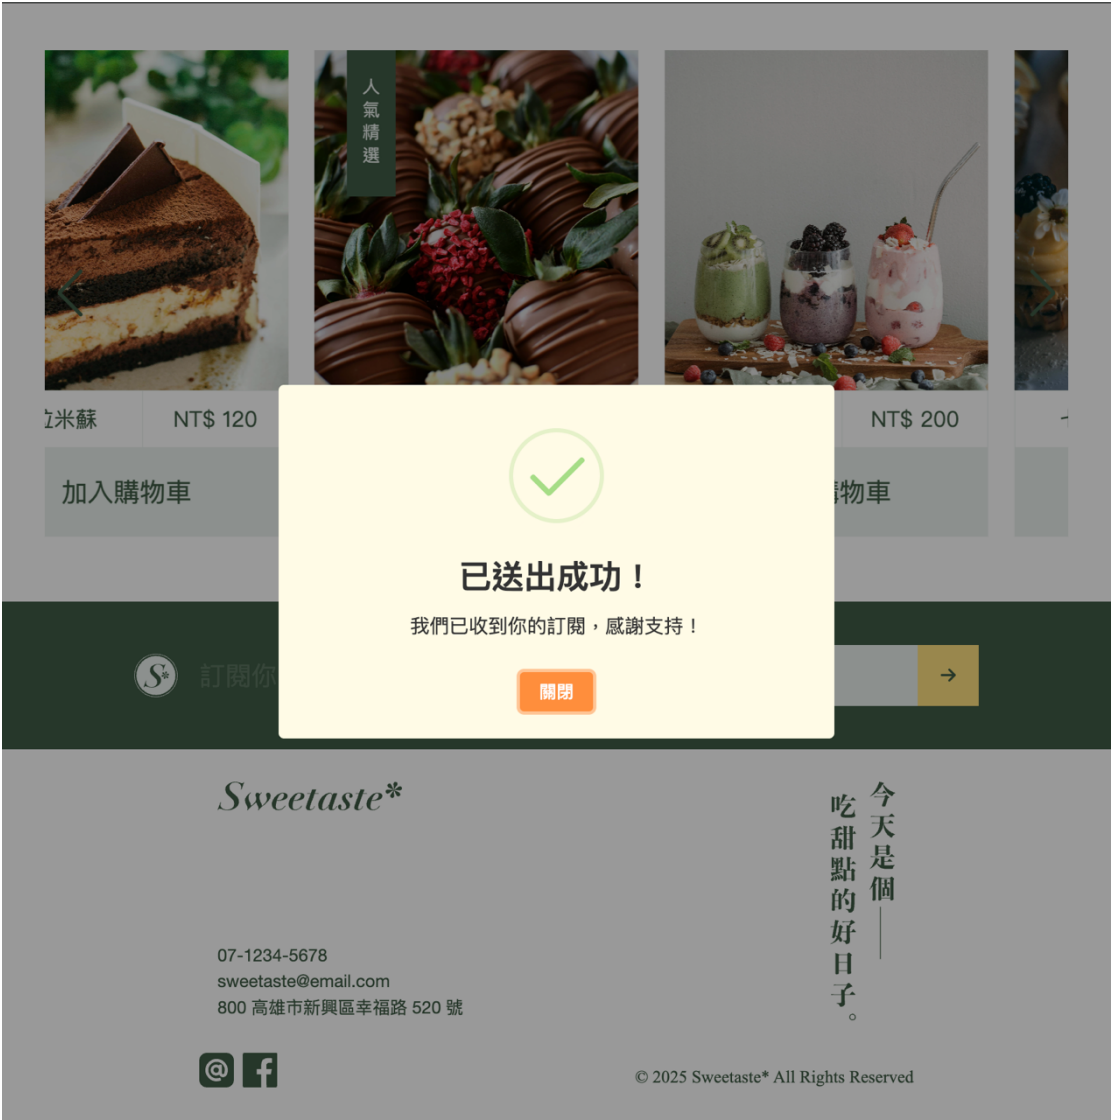 人氣精選
米蘇
NT$ 120
NT$ 200
加入購物車
物車
已送出成功！
我們已收到你的訂閱，感謝支持！
關閉
S*
訂閱你
Sweetaste*
今天是個——
吃甜點的好日子。
07-1234-5678
sweetaste@email.com
800 高雄市新興區幸福路 520 號
© 2025 Sweetaste* All Rights Reserved